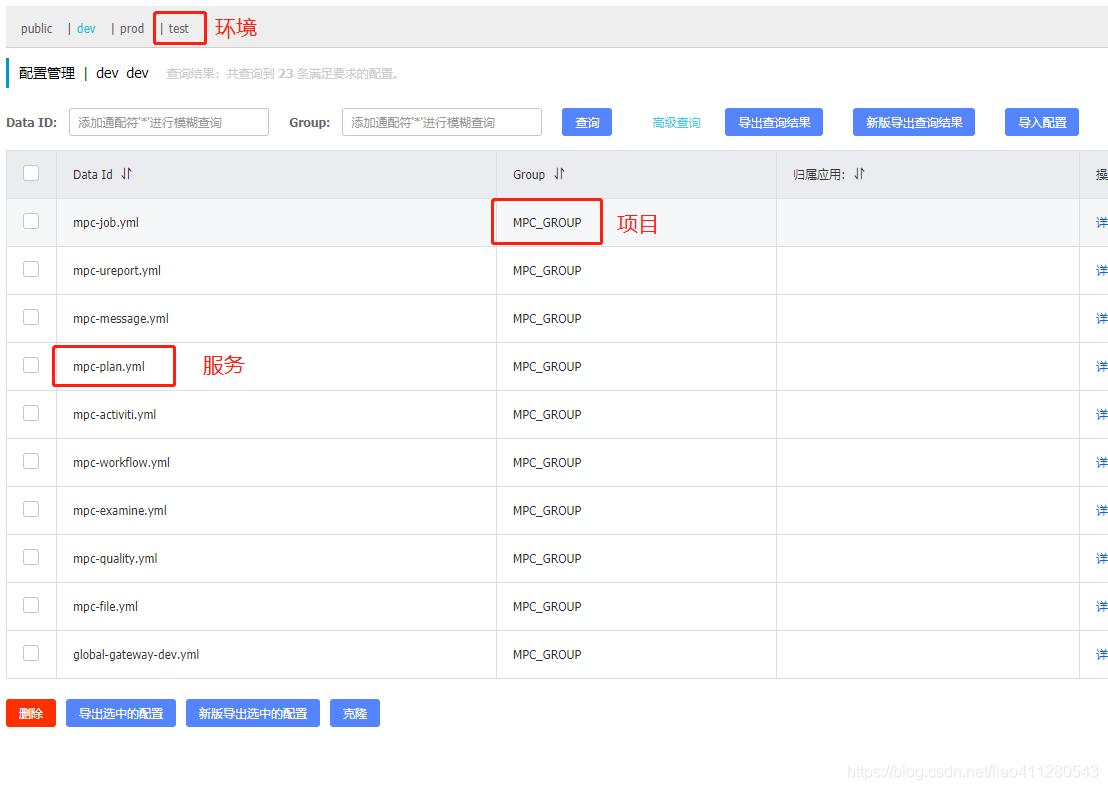 public | dev | prod | test 环境
配置管理 | dev dev 查询结果：共查询到 23 条满足要求的配置。
Data ID: 添加通配符'*'进行模糊查询 Group: 添加通配符'*'进行模糊查询 查询 高级查询 导出查询结果 新版导出查询结果 导入配置
Data Id Group 归属应用: 操
mpc-job.yml MPC_GROUP 项目 详
mpc-ureport.yml MPC_GROUP 详
mpc-message.yml MPC_GROUP 详
mpc-plan.yml 服务 MPC_GROUP 详
mpc-activiti.yml MPC_GROUP 详
mpc-workflow.yml MPC_GROUP 详
mpc-examine.yml MPC_GROUP 详
mpc-quality.yml MPC_GROUP 详
mpc-file.yml MPC_GROUP 详
global-gateway-dev.yml MPC_GROUP 详
删除 导出选中的配置 新版导出选中的配置 克隆
https://blog.csdn.net/liao411280543